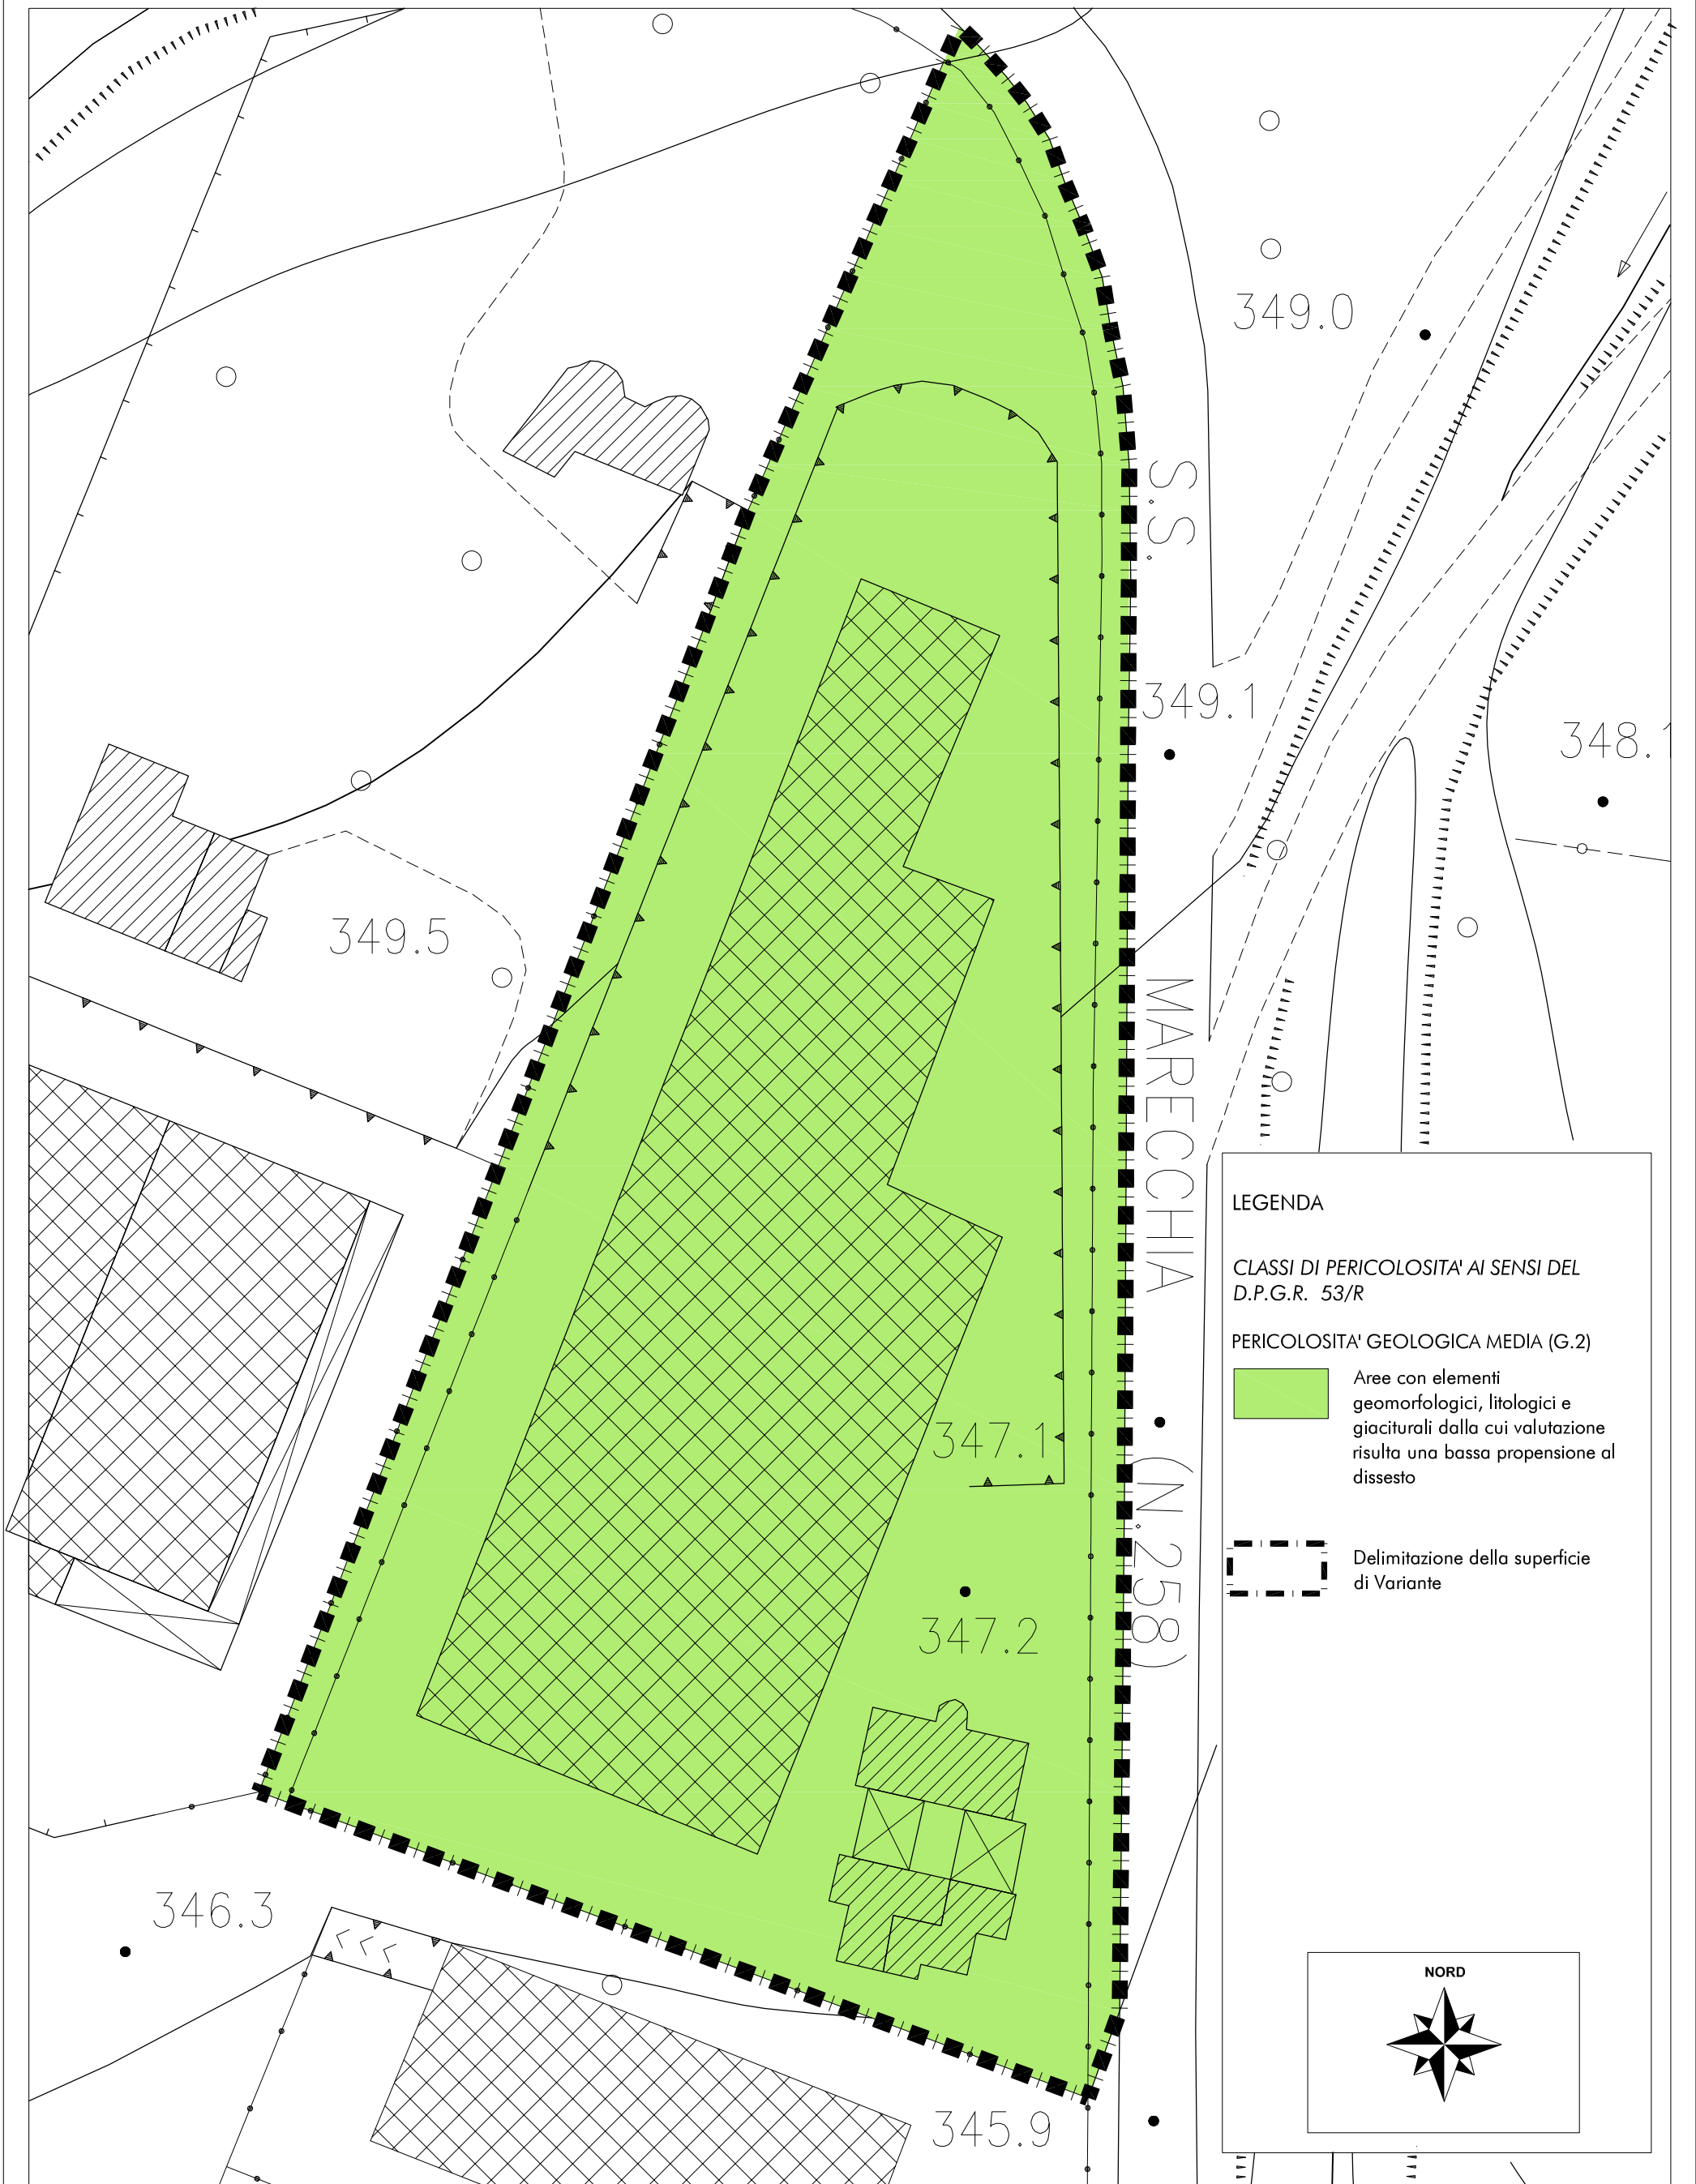 349.0
S.S.
349.1
348.
349.5
MARECCHIA
LEGENDA
CLASSI DI PERICOLOSITA' AI SENSI DEL
D.P.G.R. 53/R
PERICOLOSITA' GEOLOGICA MEDIA (G.2)
Aree con elementi
geomorfologici, litologici e
giaciturali dalla cui valutazione
risulta una bassa propensione al
dissesto
347.1
(N.258)
Delimitazione della superficie
di Variante
347.2
346.3
NORD
345.9